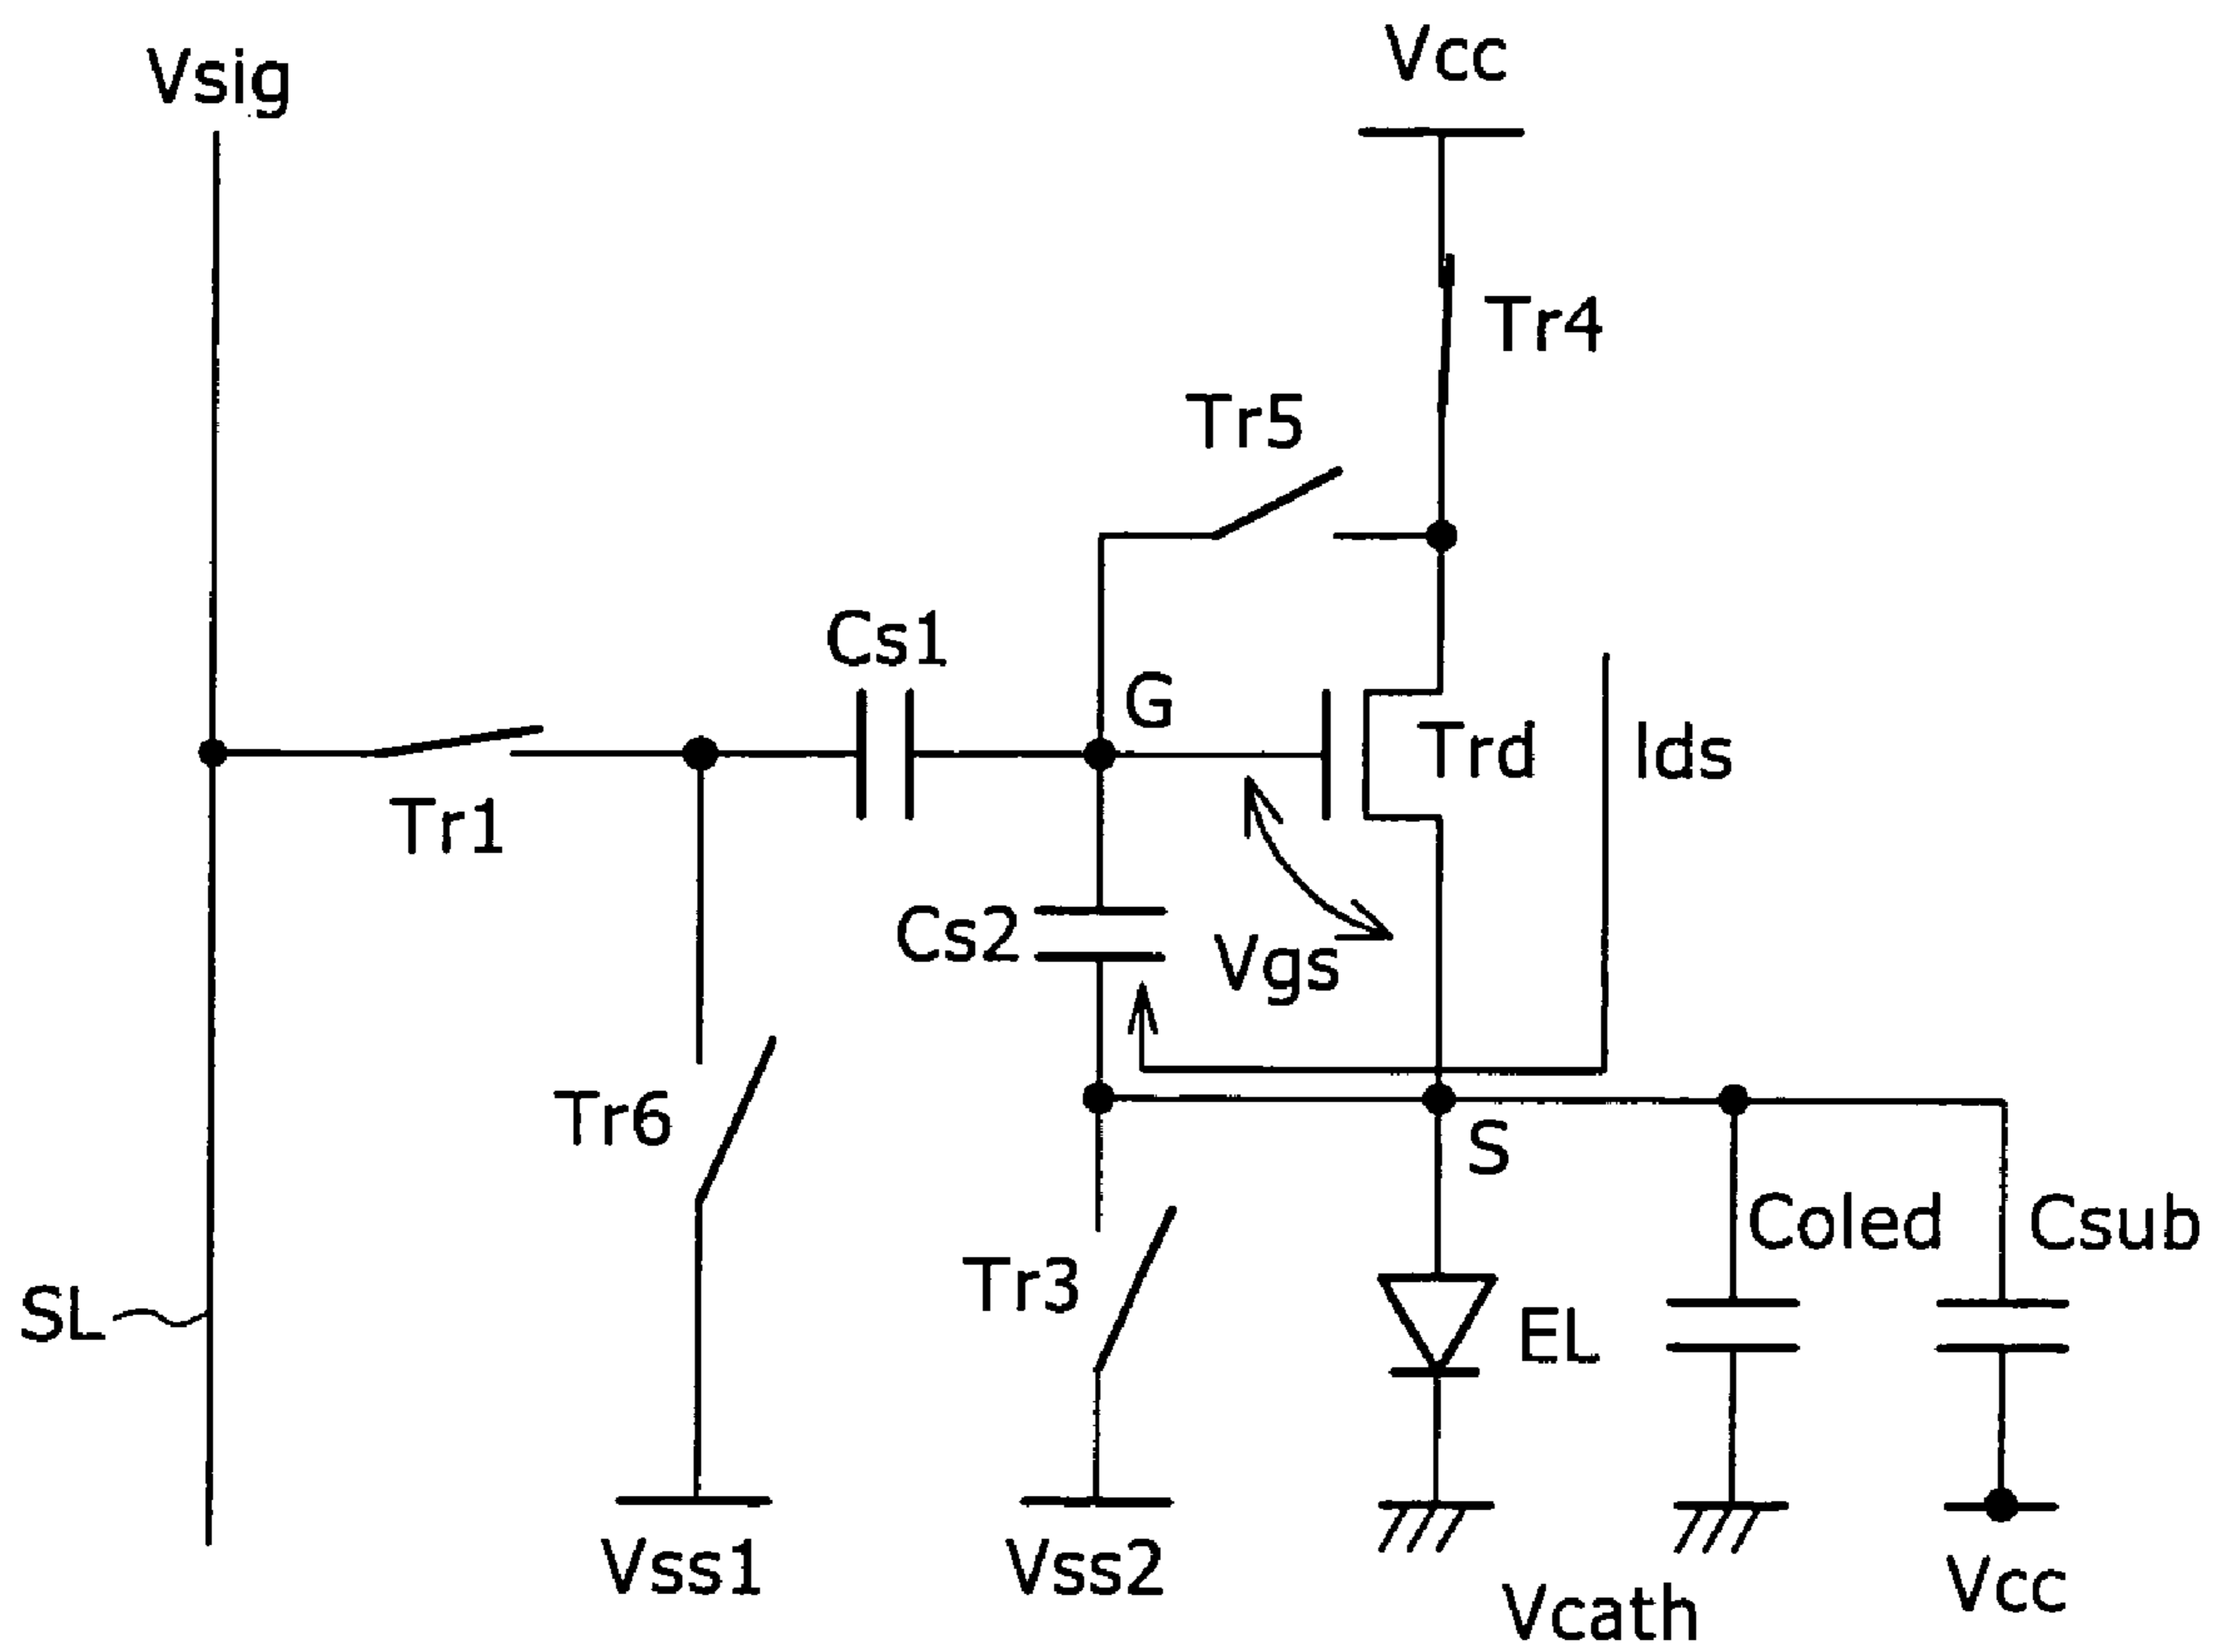 Vcc
Vsig
Tr4
Tr5
Cs1
G
Trd
Ids
Tr1
Cs2
Vgs
Tr6
S
Coled
Csub
Tr3
SL
EL
Vss1
Vss2
Vcc
Vcath